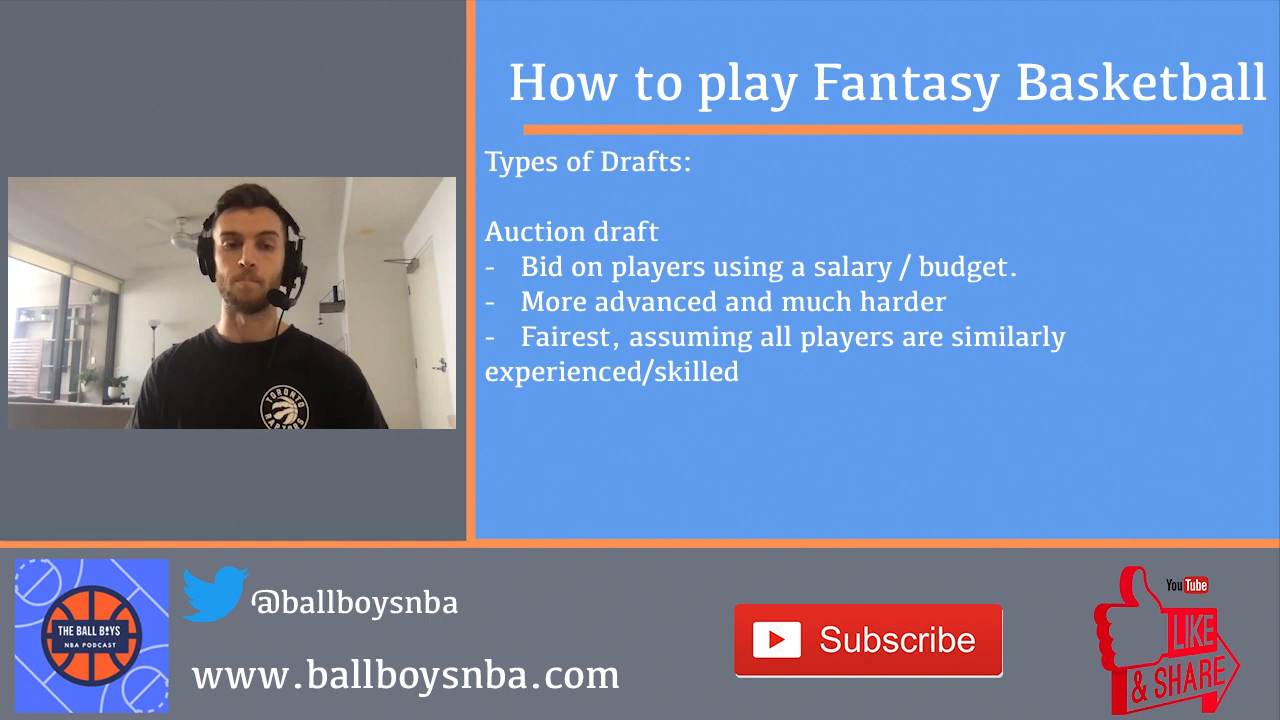 How to play Fantasy Basketball
Types of Drafts:
Auction draft
- Bid on players using a salary / budget.
- More advanced and much harder
- Fairest, assuming all players are similarly
experienced/skilled
TORONTO
RAPTORS
THE BALL BOYS
NBA PODCAST
@ballboysnba
www.ballboysnba.com
Subscribe
YouTube
LIKE
& SHARE